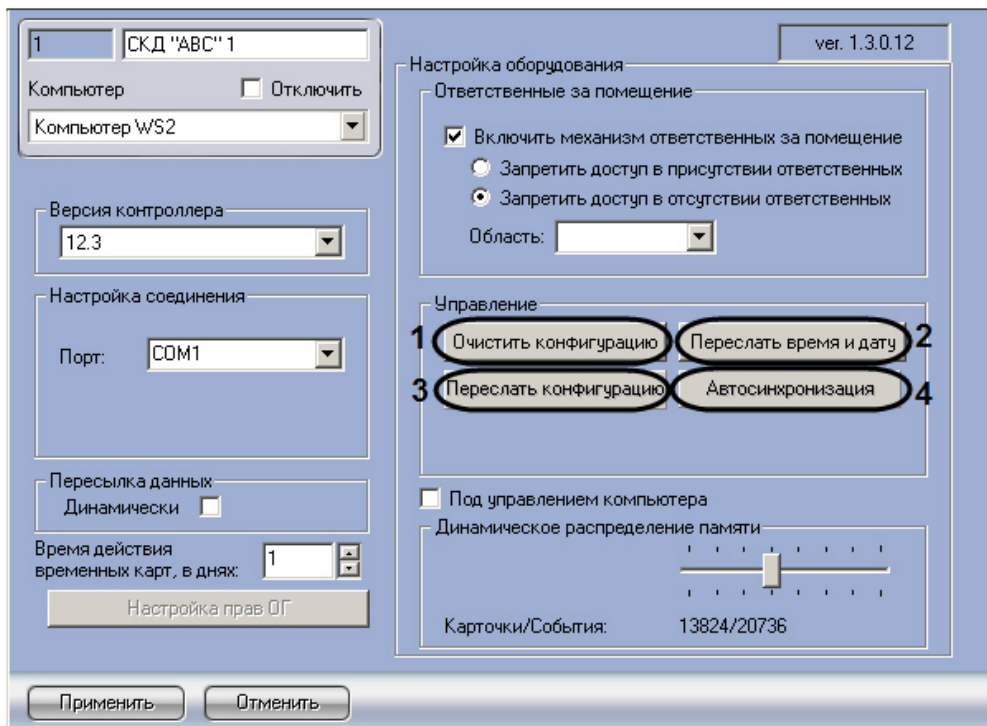 1
СКД "ABC" 1
Компьютер
Отключить
Компьютер WS2
Версия контроллера
12.3
Настройка соединения
Порт:
COM1
Пересылка данных
Динамически
Время действия
временных карт, в днях:
1
Настройка прав ОГ
ver. 1.3.0.12
Настройка оборудования
Ответственные за помещение
Включить механизм ответственных за помещение
Запретить доступ в присутствии ответственных
Запретить доступ в отсутствии ответственных
Область:
Управление
1 Очистить конфигурацию
Переслать время и дату 2
3 Переслать конфигурацию
Автосинхронизация 4
Под управлением компьютера
Динамическое распределение памяти
Карточки/События:
13824/20736
Применить
Отменить